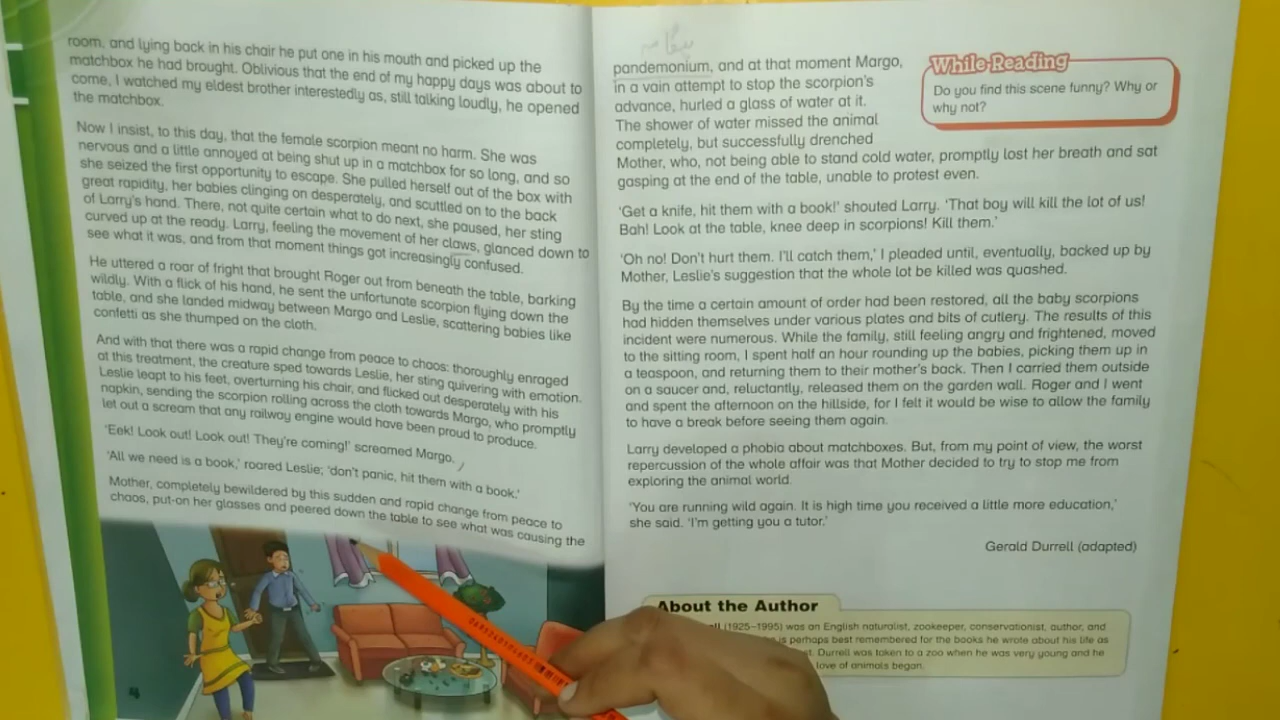 room, and lying back in his chair he put one in his mouth and picked up the
matchbox he had brought. Oblivious that the end of my happy days was about to
come, I watched my eldest brother interestedly as, still talking loudly, he opened
the matchbox.
Now I insist, to this day, that the female scorpion meant no harm. She was
nervous and a little annoyed at being shut up in a matchbox for so long, and so
she seized the first opportunity to escape. She pulled herself out of the box with
great rapidity, her babies clinging on desperately, and scuttled on to the back
of Larry's hand. There, not quite certain what to do next, she paused, her sting
curved up at the ready. Larry, feeling the movement of her claws, glanced down to
see what it was, and from that moment things got increasingly confused.
He uttered a roar of fright that brought Roger out from beneath the table, barking
wildly. With a flick of his hand, he sent the unfortunate scorpion flying down the
table, and she landed midway between Margo and Leslie, scattering babies like
confetti as she thumped on the cloth.
And with that there was a rapid change from peace to chaos: thoroughly enraged
at this treatment, the creature sped towards Leslie, her sting quivering with emotion.
Leslie leapt to his feet, overturning his chair, and flicked out desperately with his
napkin, sending the scorpion rolling across the cloth towards Margo, who promptly
let out a scream that any railway engine would have been proud to produce.
'Eek! Look out! Look out! They're coming!' screamed Margo.
'All we need is a book,' roared Leslie; 'don't panic, hit them with a book.'
Mother, completely bewildered by this sudden and rapid change from peace to
chaos, put-on her glasses and peered down the table to see what was causing the
4
pandemonium, and at that moment Margo,
in a vain attempt to stop the scorpion's
advance, hurled a glass of water at it.
The shower of water missed the animal
completely, but successfully drenched
Mother, who, not being able to stand cold water, promptly lost her breath and sat
gasping at the end of the table, unable to protest even.
While Reading
Do you find this scene funny? Why or
why not?
'Get a knife, hit them with a book!' shouted Larry. 'That boy will kill the lot of us!
Bah! Look at the table, knee deep in scorpions! Kill them.'
'Oh no! Don't hurt them. I'll catch them,' I pleaded until, eventually, backed up by
Mother, Leslie's suggestion that the whole lot be killed was quashed.
By the time a certain amount of order had been restored, all the baby scorpions
had hidden themselves under various plates and bits of cutlery. The results of this
incident were numerous. While the family, still feeling angry and frightened, moved
to the sitting room, I spent half an hour rounding up the babies, picking them up in
a teaspoon, and returning them to their mother's back. Then I carried them outside
on a saucer and, reluctantly, released them on the garden wall. Roger and I went
and spent the afternoon on the hillside, for I felt it would be wise to allow the family
to have a break before seeing them again.
Larry developed a phobia about matchboxes. But, from my point of view, the worst
repercussion of the whole affair was that Mother decided to try to stop me from
exploring the animal world.
'You are running wild again. It is high time you received a little more education,'
she said. 'I'm getting you a tutor.'
Gerald Durrell (adapted)
About the Author
(1925–1995) was an English naturalist, zookeeper, conservationist, author, and
is perhaps best remembered for the books he wrote about his life as
Durrell was taken to a zoo when he was very young and he
love of animals began.